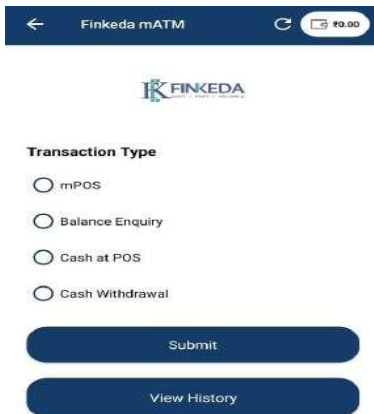 Finkeda mATM
₹0.00
FINKEDA
Transaction Type
mPOS
Balance Enquiry
Cash at POS
Cash Withdrawal
Submit
View History